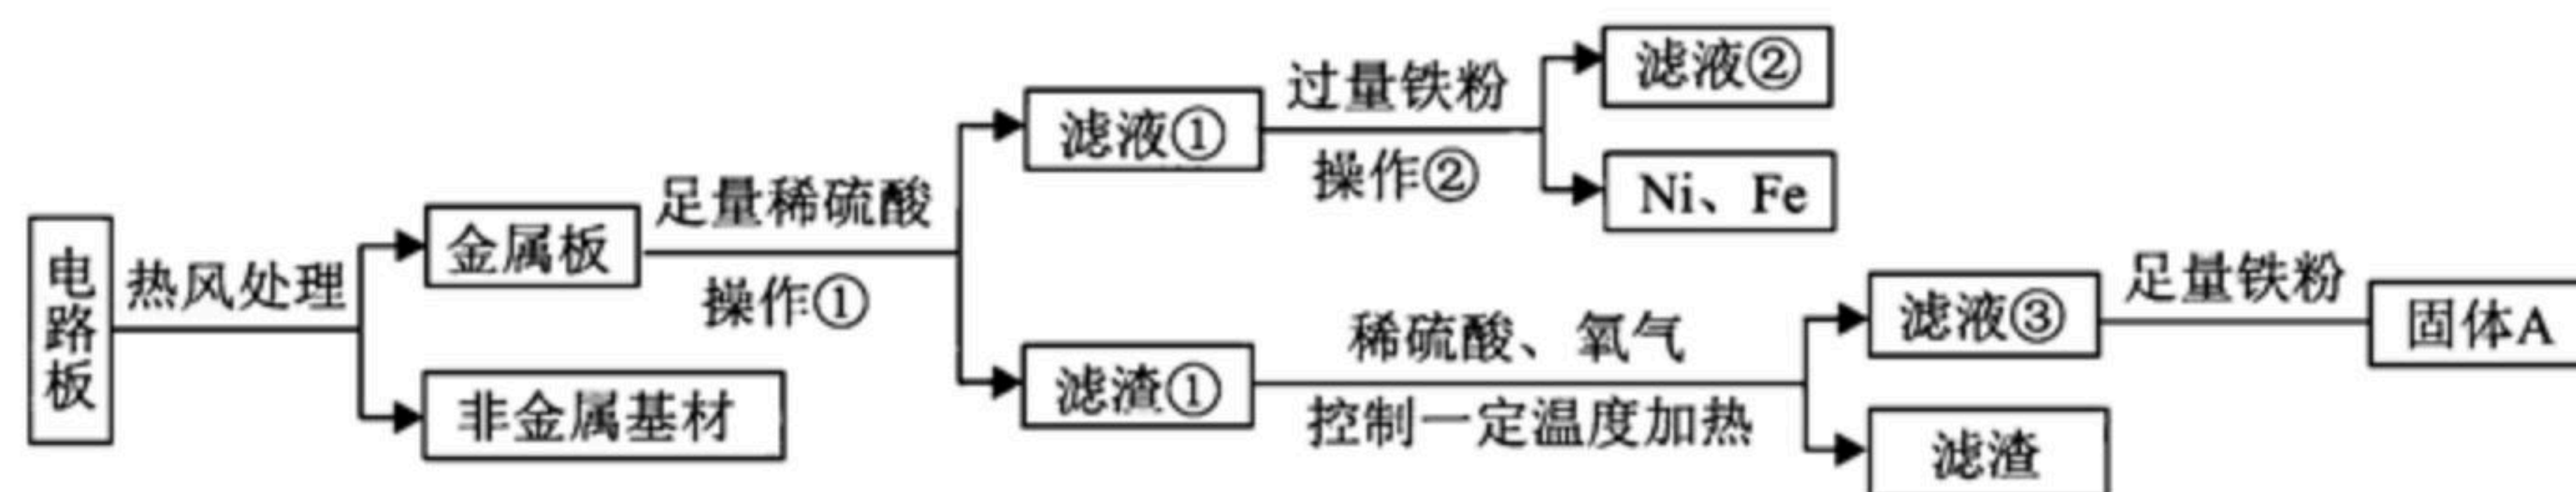 电路板
热风处理
金属板
非金属基材
足量稀硫酸
操作①
滤液①
滤渣①
过量铁粉
操作②
滤液②
Ni、Fe
稀硫酸、氧气
控制一定温度加热
滤液③
滤渣
足量铁粉
固体A